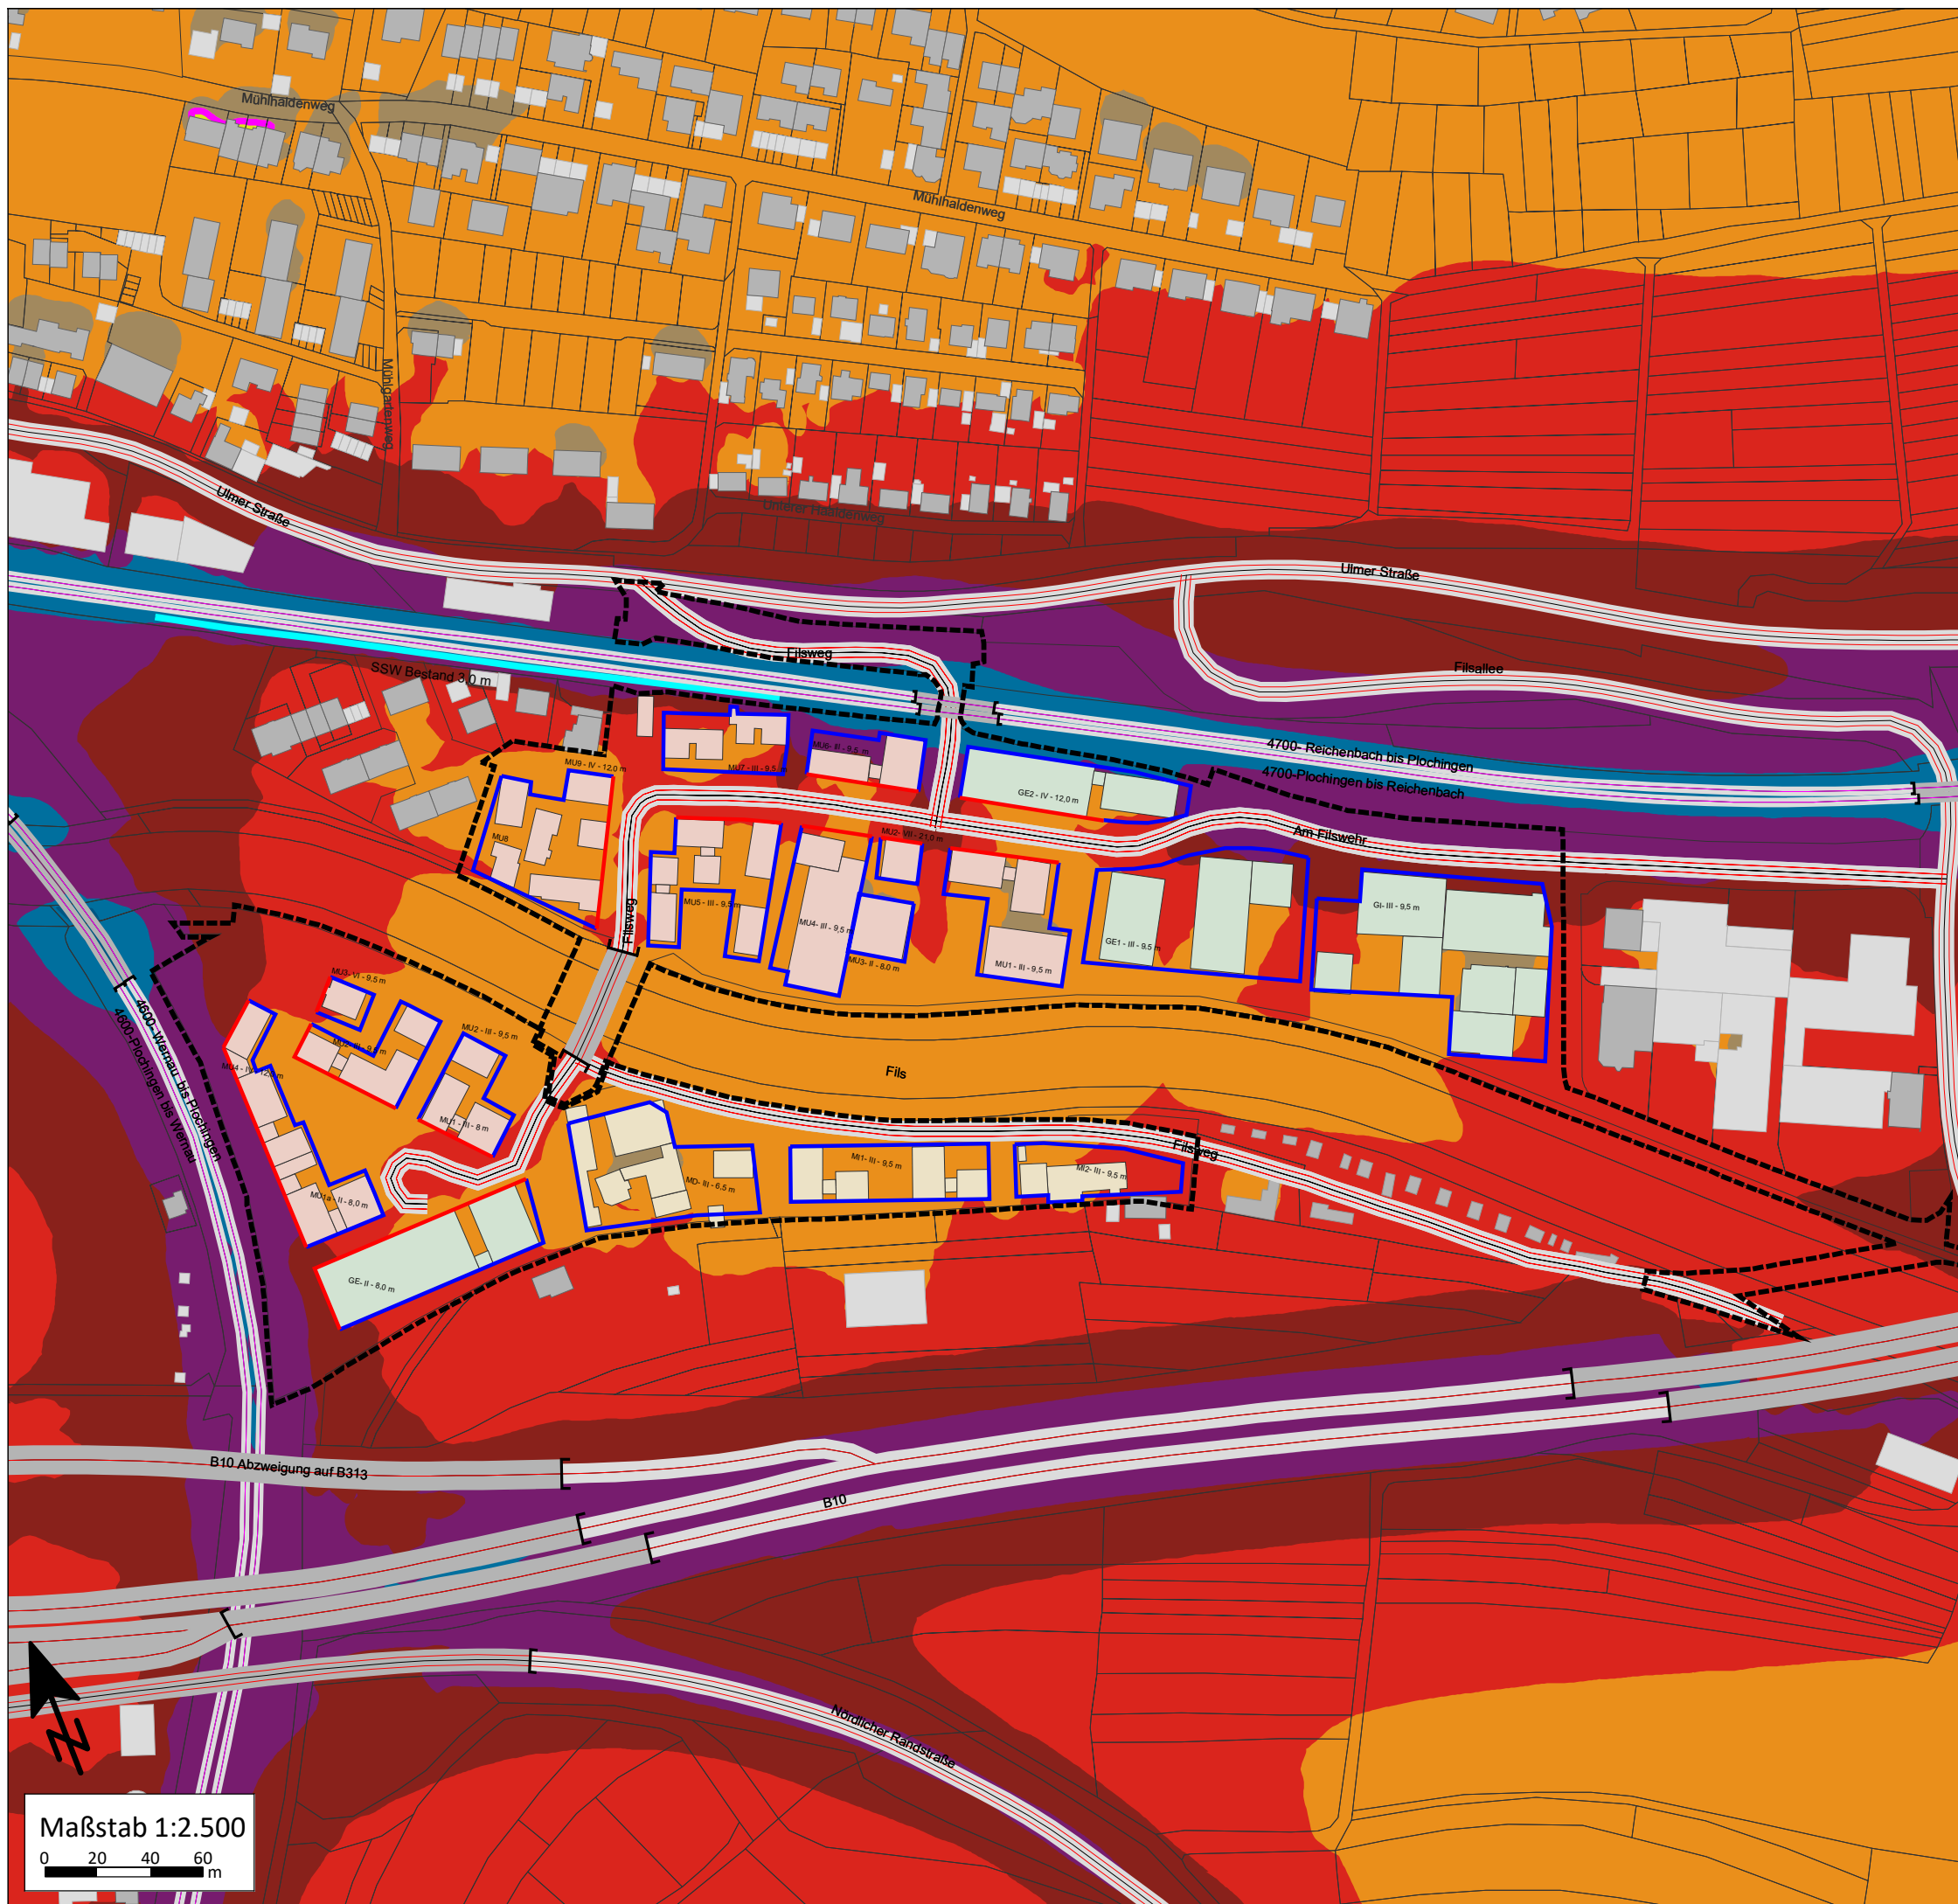 Mühlhaldenweg
Mühlhaldenweg
Mühlgartenweg
Ulmer Straße
Unterer Haindenweg
Ulmer Straße
Filsweg
Filsallee
SSW Bestand 3,0 m
4700- Reichenbach bis Plochingen
4700-Plochingen bis Reichenbach
MU6- III - 9,5 m
MU9 - IV - 12,0 m
MU7 - III - 9,5 m
GE2 - IV - 12,0 m
MU8
MU2- VII - 21,0 m
Am Filswehr
MU5 - III - 9,5 m
GI- III - 9,5 m
Filsweg
MU4- III - 9,5 m
GE1 - III - 9,5 m
MU3- II - 8,0 m
MU1 - III - 9,5 m
MU3- VI - 9,5 m
4600- Wernau bis Plochingen
4600-Plochingen bis Wernau
MU2 - III - 9,5 m
Fils
MU1 - III - 8 m
Filsweg
MI1- III - 9,5 m
MI2- III - 9,5 m
MD- III - 6,5 m
MU1a - II - 8,0 m
GE- II - 8,0 m
B10 Abzweigung auf B313
B10
Nördlicher Randstraße
Maßstab 1:2.500
0 20 40 60
m